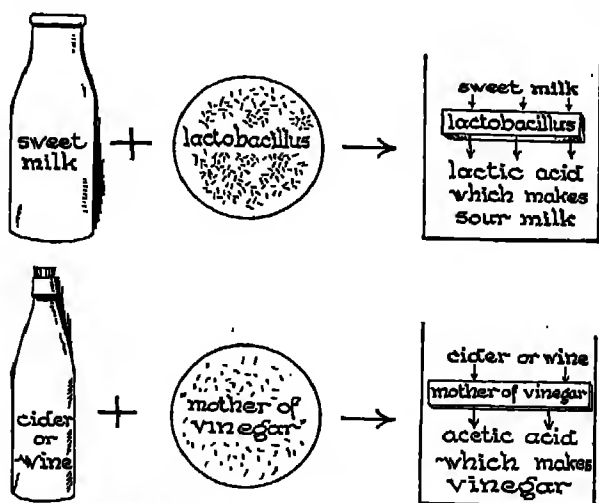 sweet
milk
+
lactobacillus
sweet milk
lactobacillus
lactic acid
which makes
sour milk
cider
or
wine
+
mother of
vinegar
cider or wine
mother of vinegar
acetic acid
which makes
vinegar